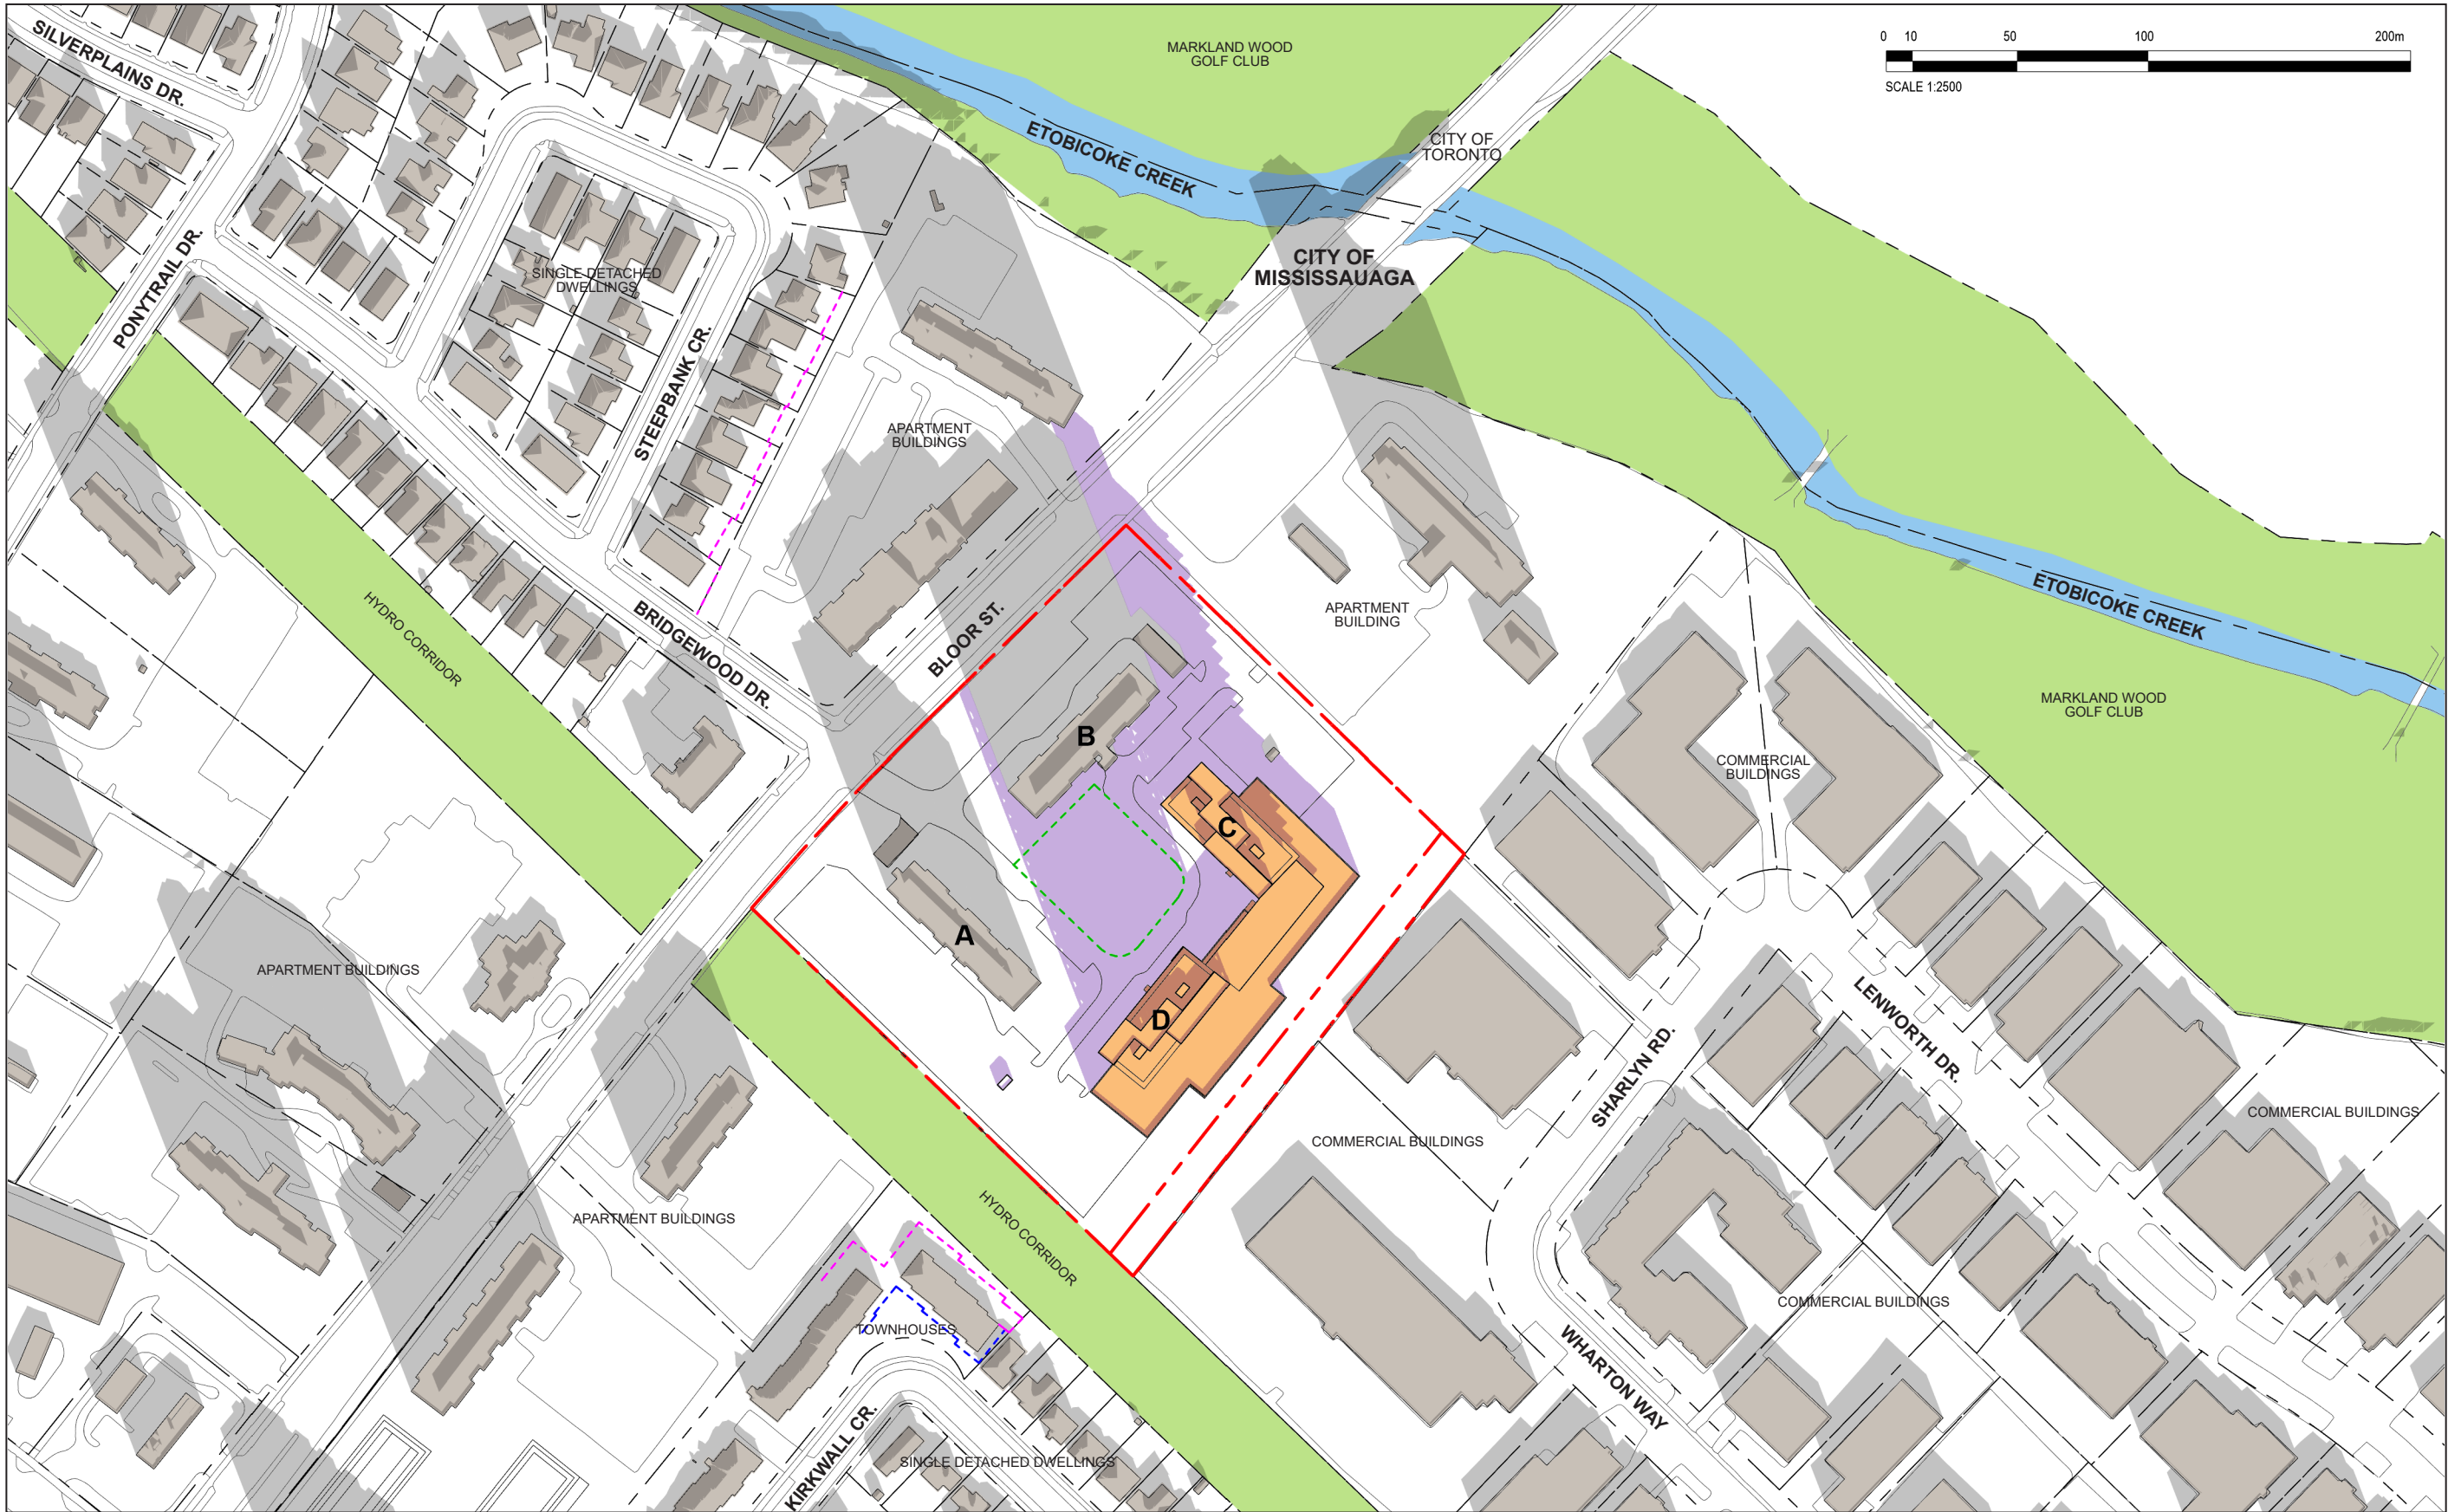 SILVERPLAINS DR.
MARKLAND WOOD
GOLF CLUB
0 10 50 100 200m
SCALE 1:2500
ETOBICOKE CREEK
CITY OF
TORONTO
CITY OF
MISSISSAUAGA
PONYTRAIL DR.
SINGLE DETACHED
DWELLINGS
STEEPBANK CR.
APARTMENT
BUILDINGS
HYDRO CORRIDOR
BRIDGEWOOD DR.
BLOOR ST.
APARTMENT
BUILDING
ETOBICOKE CREEK
MARKLAND WOOD
GOLF CLUB
B
COMMERCIAL
BUILDINGS
C
A
D
APARTMENT BUILDINGS
LENWORTH DR.
SHARLYN RD.
COMMERCIAL BUILDINGS
COMMERCIAL BUILDINGS
APARTMENT BUILDINGS
HYDRO CORRIDOR
TOWNHOUSES
COMMERCIAL BUILDINGS
WHARTON WAY
KIRKWALL CR.
SINGLE DETACHED DWELLINGS